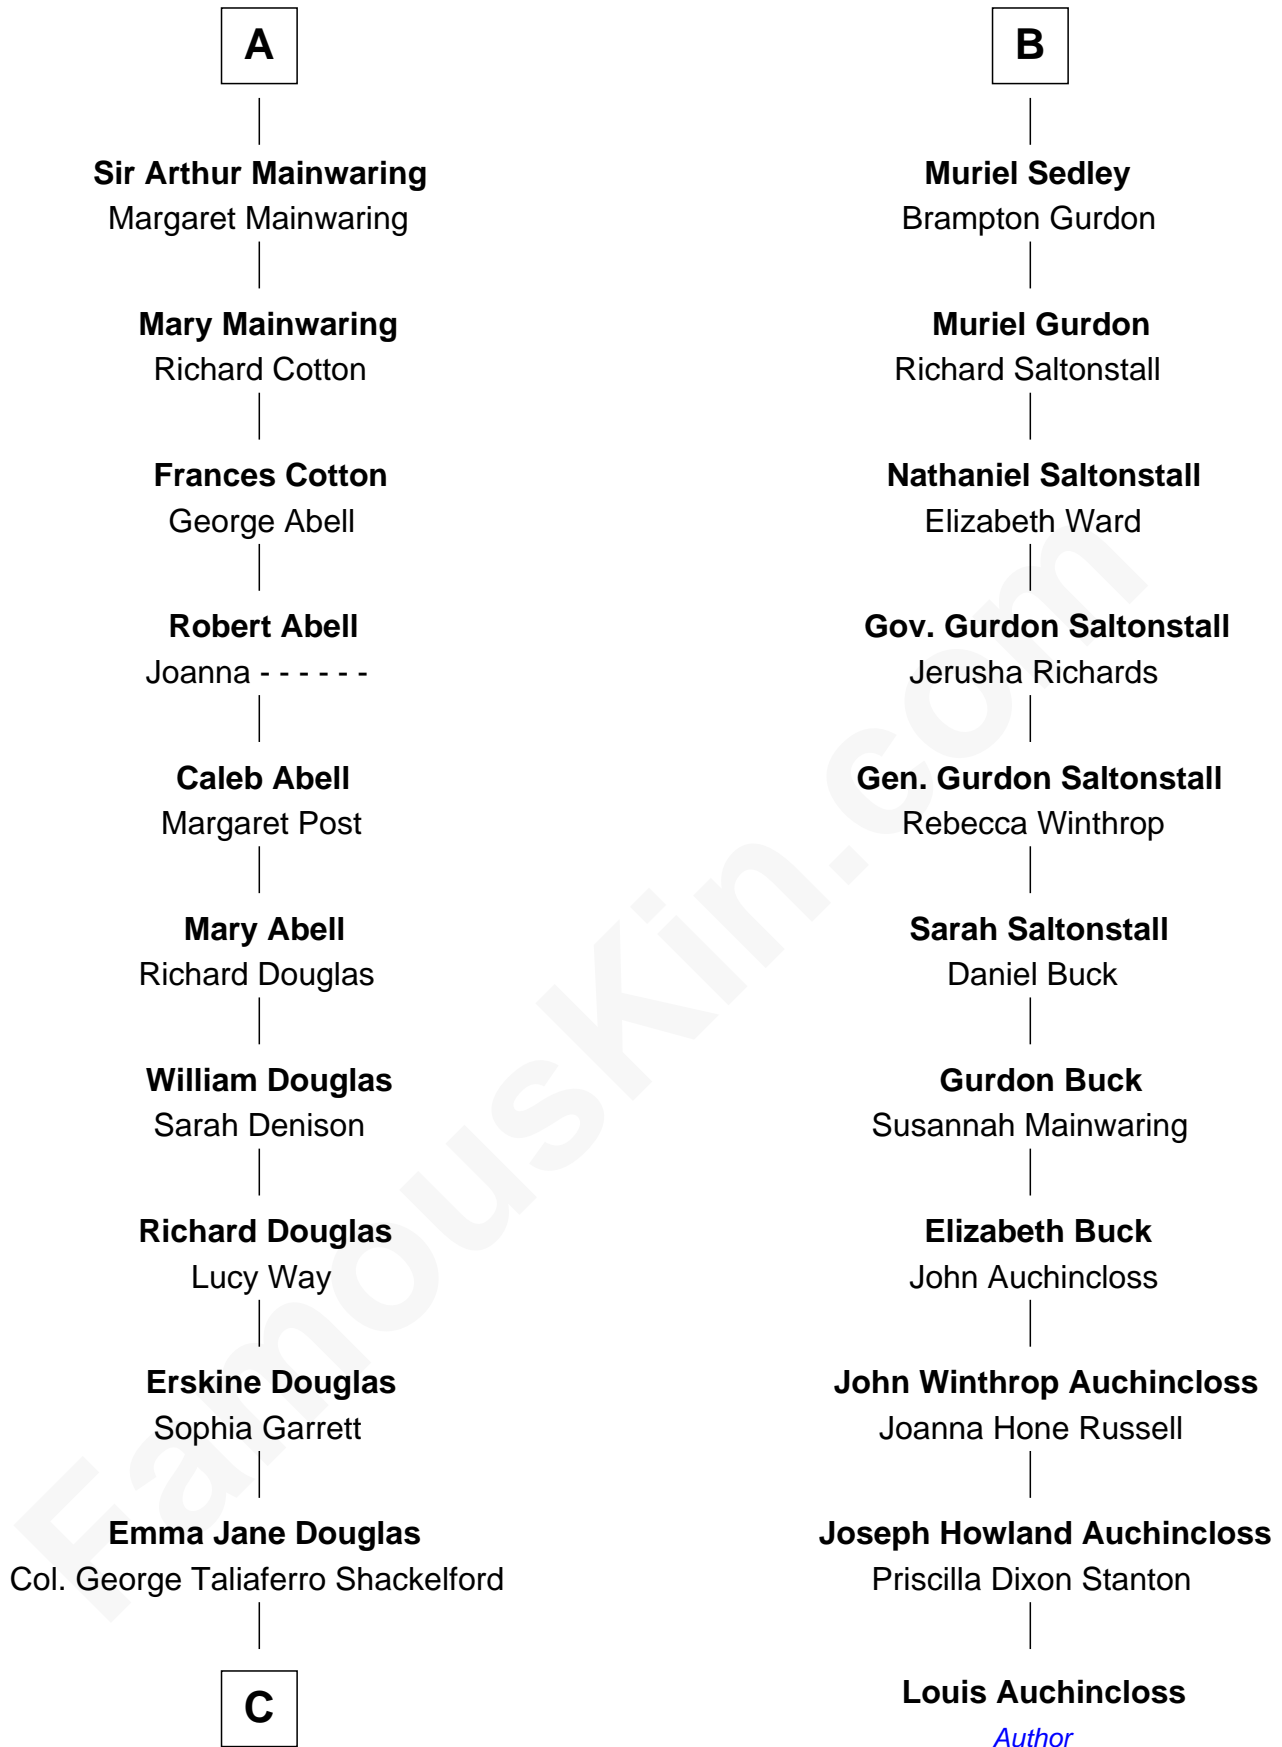 A
Sir Arthur Mainwaring
Margaret Mainwaring
Mary Mainwaring
Richard Cotton
Frances Cotton
George Abell
Robert Abell
Joanna - - - - - -
Caleb Abell
Margaret Post
Mary Abell
Richard Douglas
William Douglas
Sarah Denison
Richard Douglas
Lucy Way
Erskine Douglas
Sophia Garrett
Emma Jane Douglas
Col. George Taliaferro Shackelford
C
B
Muriel Sedley
Brampton Gurdon
Muriel Gurdon
Richard Saltonstall
Nathaniel Saltonstall
Elizabeth Ward
Gov. Gurdon Saltonstall
Jerusha Richards
Gen. Gurdon Saltonstall
Rebecca Winthrop
Sarah Saltonstall
Daniel Buck
Gurdon Buck
Susannah Mainwaring
Elizabeth Buck
John Auchincloss
John Winthrop Auchincloss
Joanna Hone Russell
Joseph Howland Auchincloss
Priscilla Dixon Stanton
Louis Auchincloss
Author
FamousKin.com